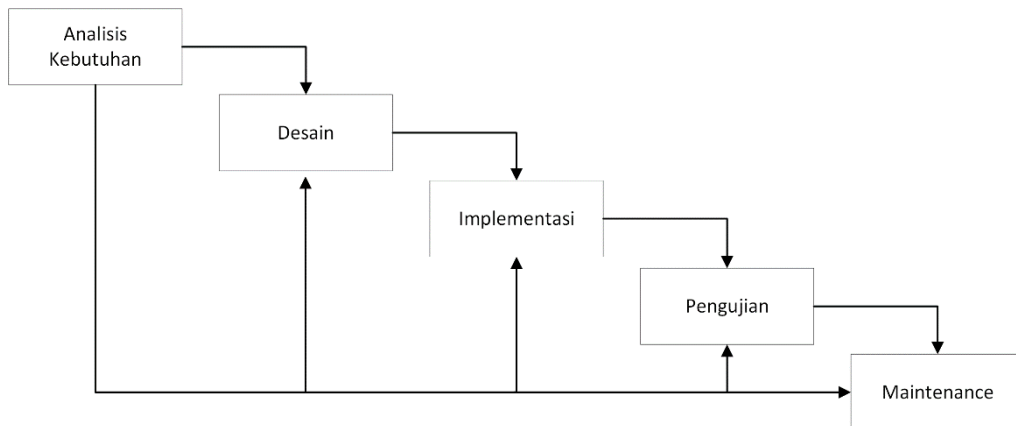 Analisis
Kebutuhan
Desain
Implementasi
Pengujian
Maintenance